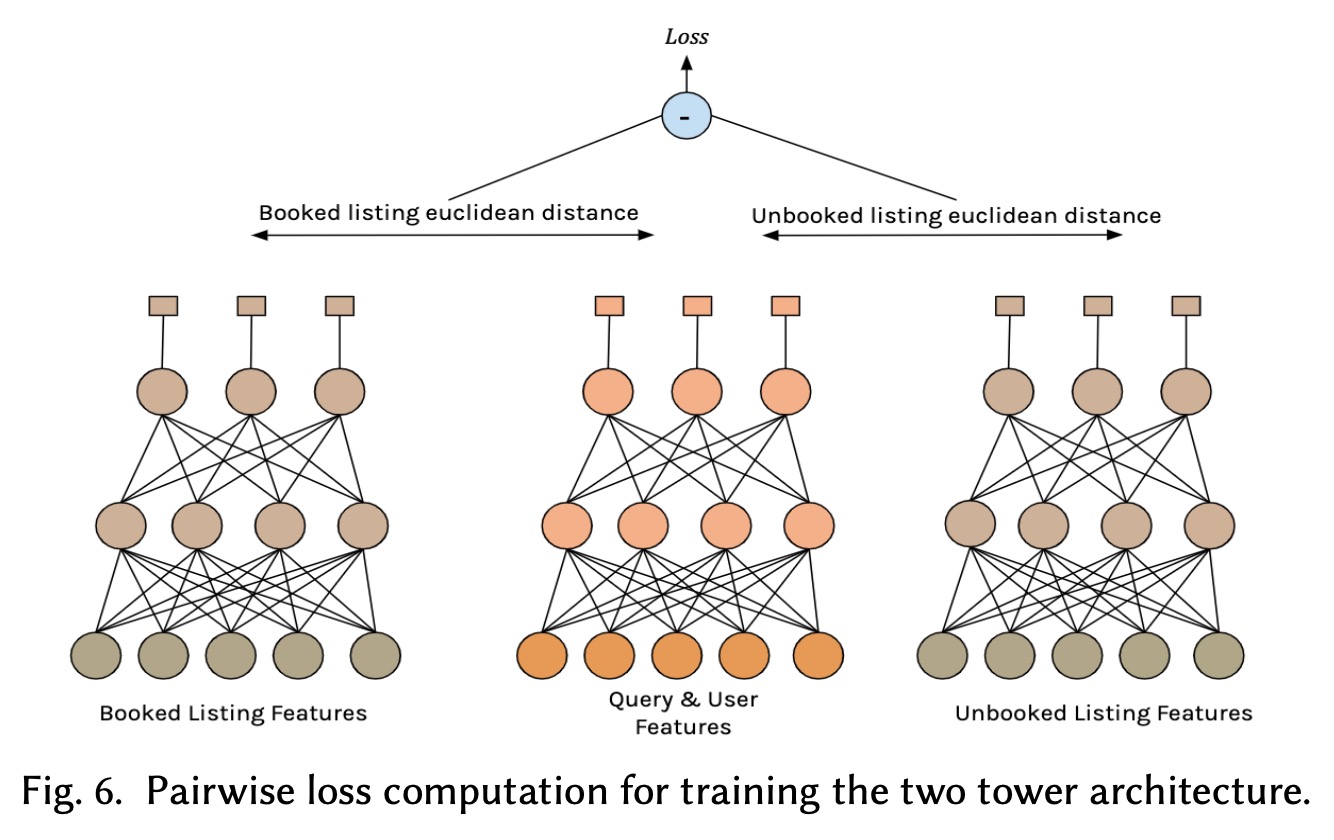 Loss
-
Booked listing euclidean distance
Unbooked listing euclidean distance
Booked Listing Features
Query & User
Features
Unbooked Listing Features
Fig. 6. Pairwise loss computation for training the two tower architecture.